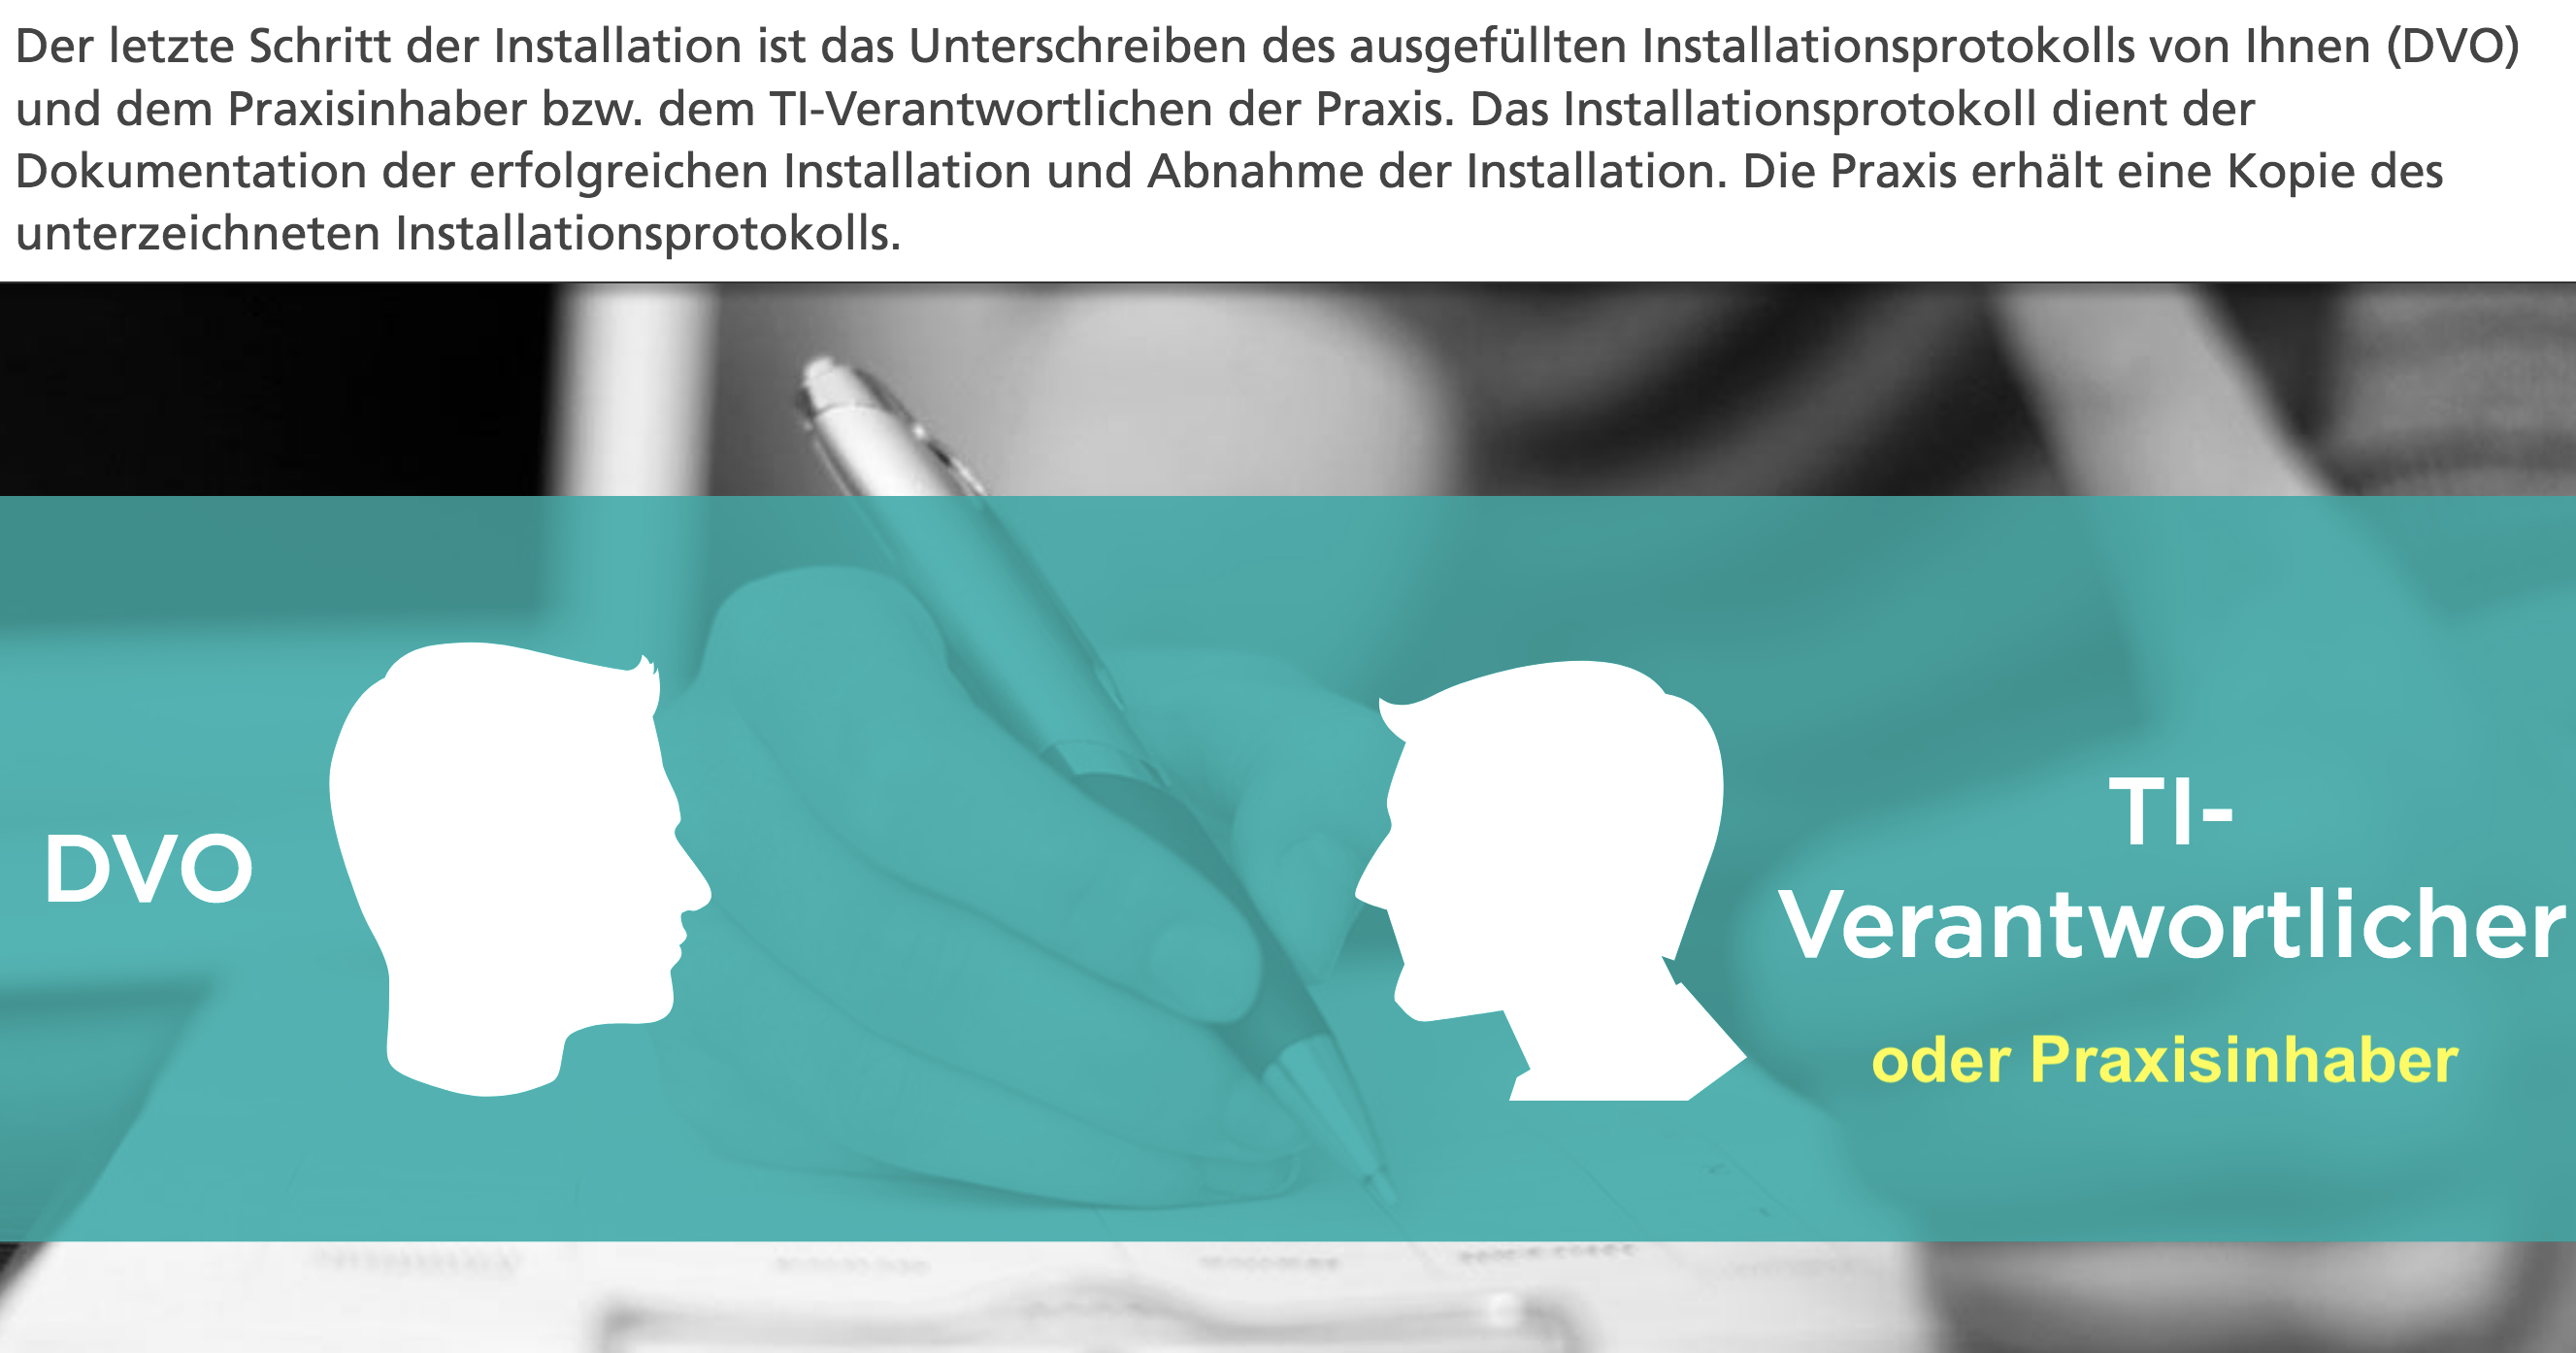 Der letzte Schritt der Installation ist das Unterschreiben des ausgefüllten Installationsprotokolls von Ihnen (DVO)
und dem Praxisinhaber bzw. dem TI-Verantwortlichen der Praxis. Das Installationsprotokoll dient der
Dokumentation der erfolgreichen Installation und Abnahme der Installation. Die Praxis erhält eine Kopie des
unterzeichneten Installationsprotokolls.
DVO
TI-
Verantwortlicher
oder Praxisinhaber